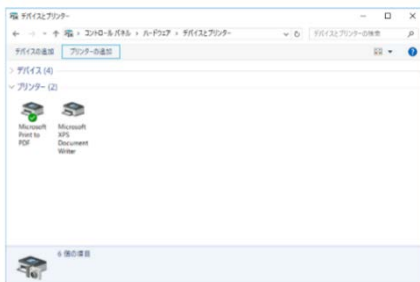 デバイスとプリンター
コントロール パネル › ハードウェア › デバイスとプリンター
デバイスとプリンターの検索
デバイスの追加
プリンターの追加
デバイス (4)
プリンター (2)
Microsoft
Print to
PDF
Microsoft
XPS
Document
Writer
6 個の項目